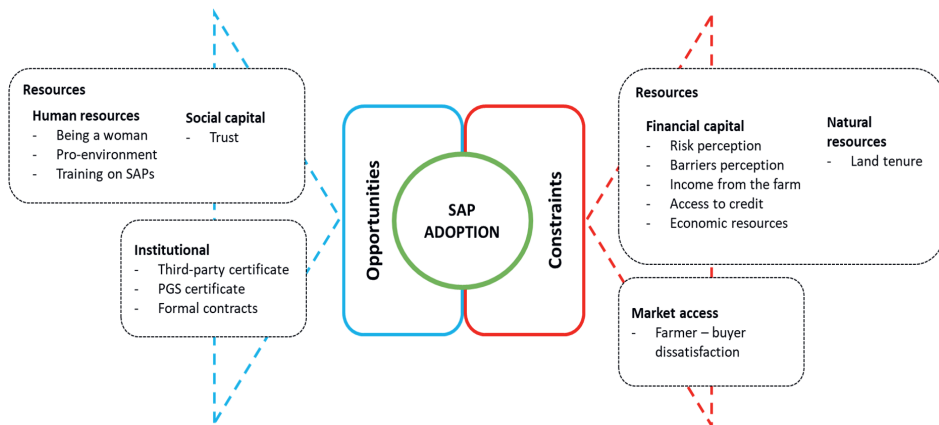 Resources
Human resources
- Being a woman
- Pro-environment
- Training on SAPs
Social capital
- Trust
Institutional
- Third-party certificate
- PGS certificate
- Formal contracts
Opportunities
SAP
ADOPTION
Constraints
Resources
Financial capital
- Risk perception
- Barriers perception
- Income from the farm
- Access to credit
- Economic resources
Natural
resources
- Land tenure
Market access
- Farmer – buyer
dissatisfaction